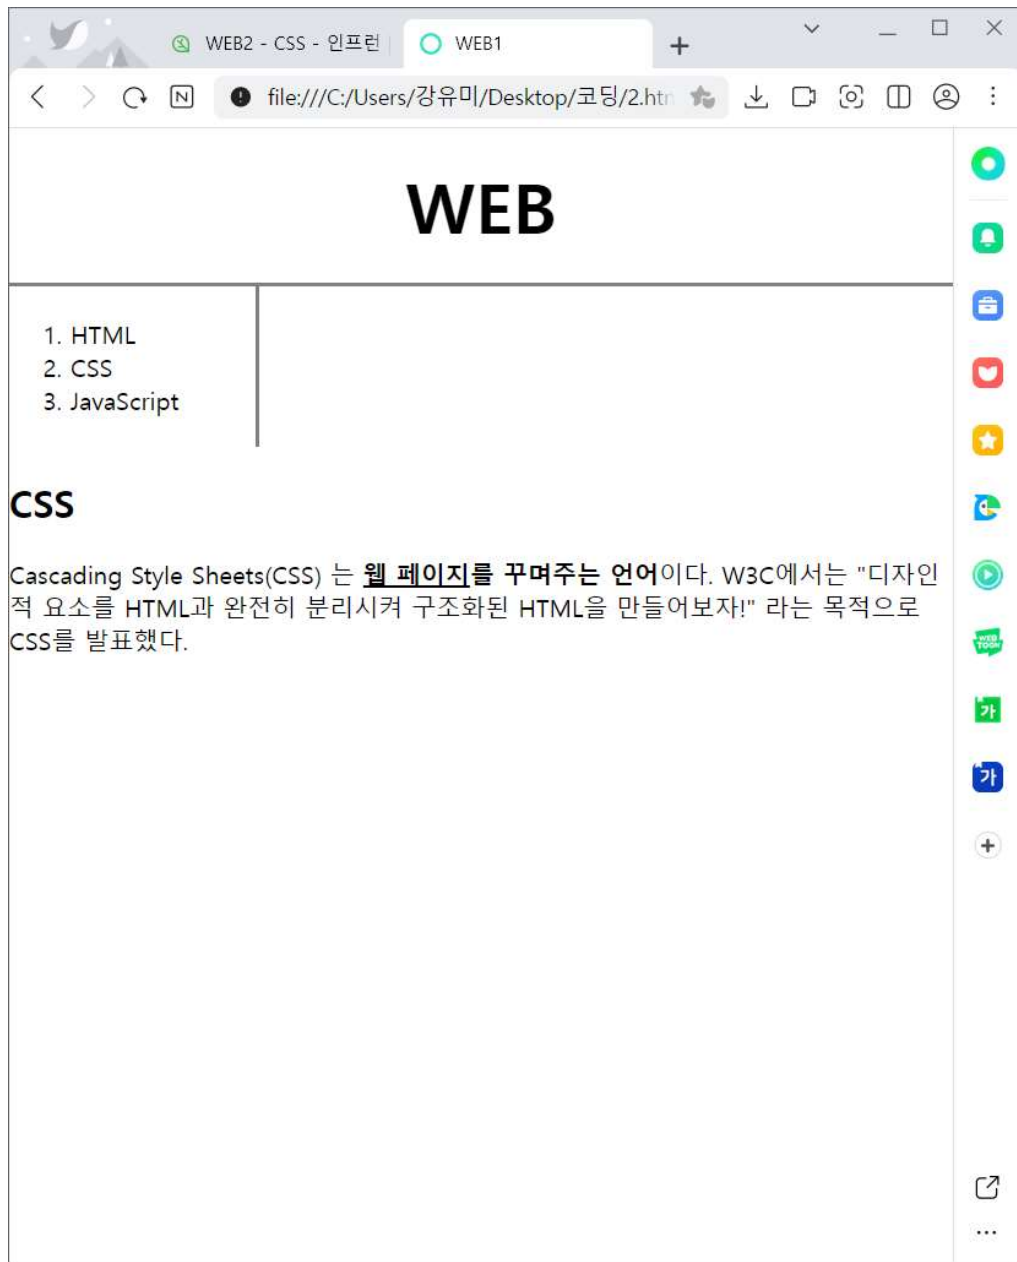 WEB2 - CSS - 인프런
WEB1
file:///C:/Users/강유미/Desktop/코딩/2.htm
WEB
1. HTML
2. CSS
3. JavaScript
CSS
Cascading Style Sheets(CSS) 는 웹 페이지를 꾸며주는 언어이다. W3C에서는 "디자인
적 요소를 HTML과 완전히 분리시켜 구조화된 HTML을 만들어보자!" 라는 목적으로
CSS를 발표했다.
N
WEB
TOON
가
가